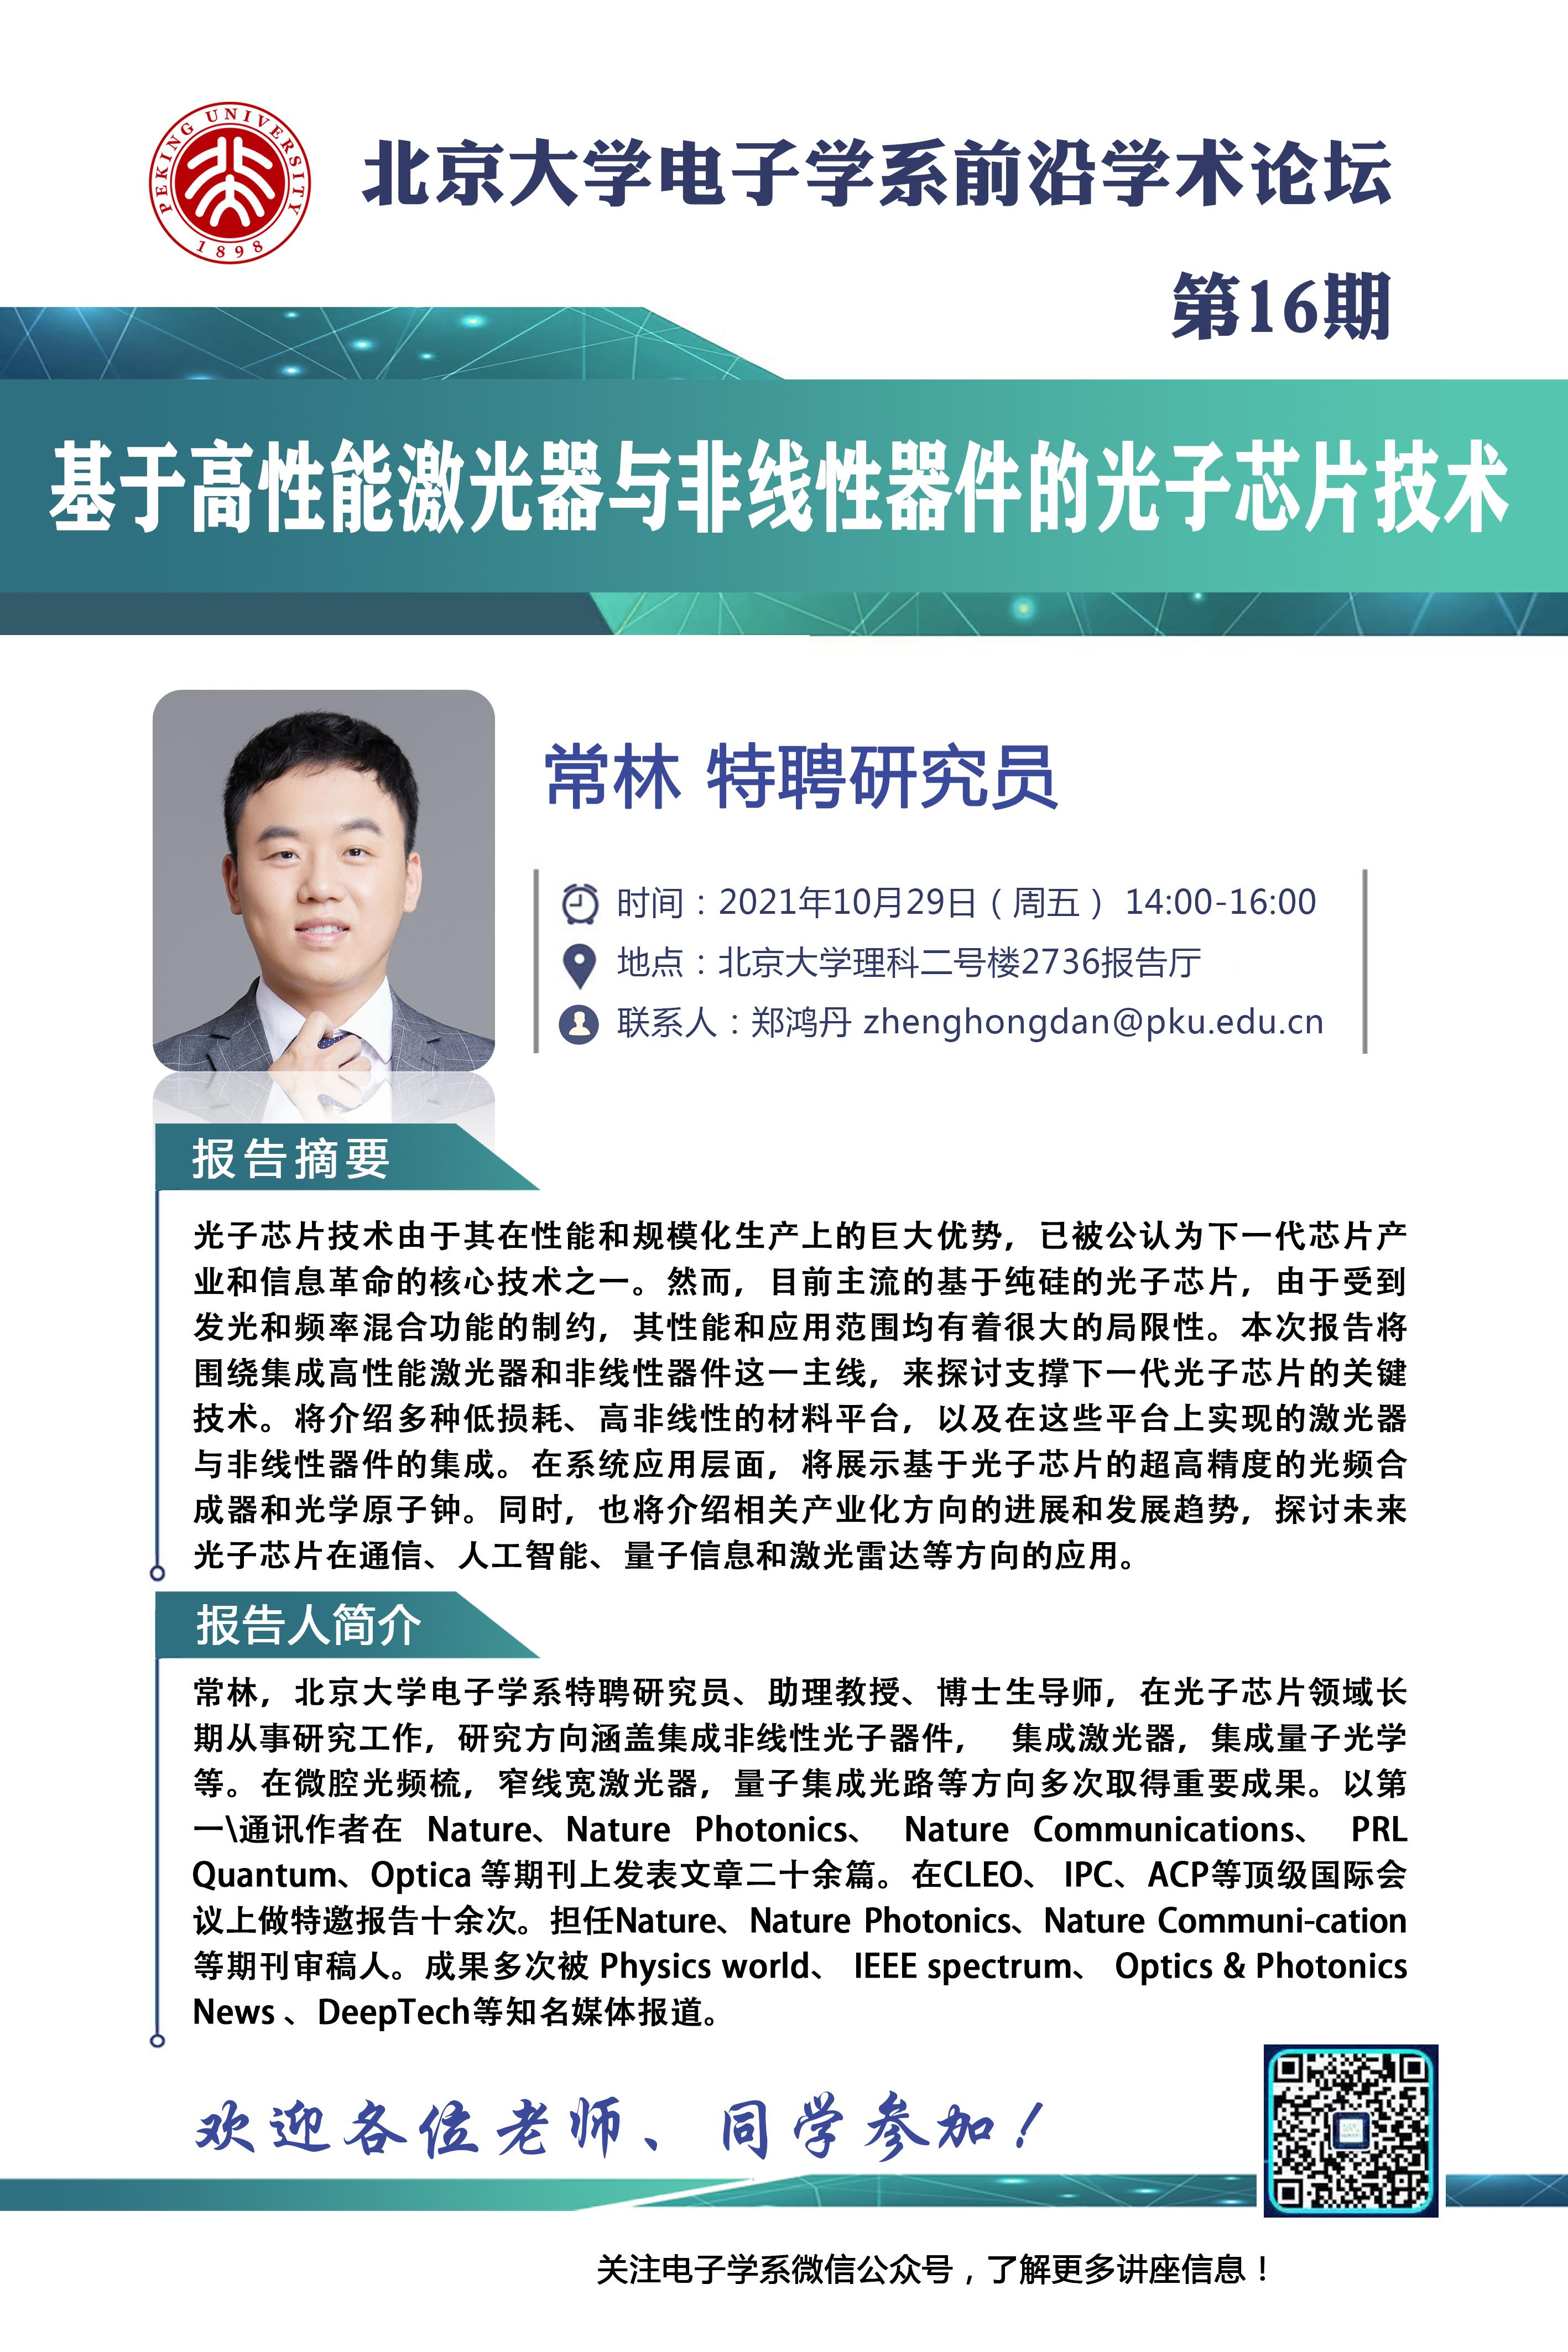 PEKING UNIVERSITY
1898
北京大学电子学系前沿学术论坛
第16期
基于高性能激光器与非线性器件的光子芯片技术
常林 特聘研究员
时间：2021年10月29日（周五） 14:00-16:00
地点：北京大学理科二号楼2736报告厅
联系人：郑鸿丹 zhenghongdan@pku.edu.cn
报告摘要
光子芯片技术由于其在性能和规模化生产上的巨大优势，已被公认为下一代芯片产
业和信息革命的核心技术之一。然而，目前主流的基于纯硅的光子芯片，由于受到
发光和频率混合功能的制约，其性能和应用范围均有着很大的局限性。本次报告将
围绕集成高性能激光器和非线性器件这一主线，来探讨支撑下一代光子芯片的关键
技术。将介绍多种低损耗、高非线性的材料平台，以及在这些平台上实现的激光器
与非线性器件的集成。在系统应用层面，将展示基于光子芯片的超高精度的光频合
成器和光学原子钟。同时，也将介绍相关产业化方向的进展和发展趋势，探讨未来
光子芯片在通信、人工智能、量子信息和激光雷达等方向的应用。
报告人简介
常林，北京大学电子学系特聘研究员、助理教授、博士生导师，在光子芯片领域长
期从事研究工作，研究方向涵盖集成非线性光子器件， 集成激光器，集成量子光学
等。在微腔光频梳，窄线宽激光器，量子集成光路等方向多次取得重要成果。以第
一\通讯作者在 Nature、Nature Photonics、 Nature Communications、 PRL
Quantum、Optica 等期刊上发表文章二十余篇。在CLEO、 IPC、ACP等顶级国际会
议上做特邀报告十余次。担任Nature、Nature Photonics、Nature Communi-cation
等期刊审稿人。成果多次被 Physics world、 IEEE spectrum、 Optics & Photonics
News 、DeepTech等知名媒体报道。
欢迎各位老师、同学参加！
关注电子学系微信公众号，了解更多讲座信息！